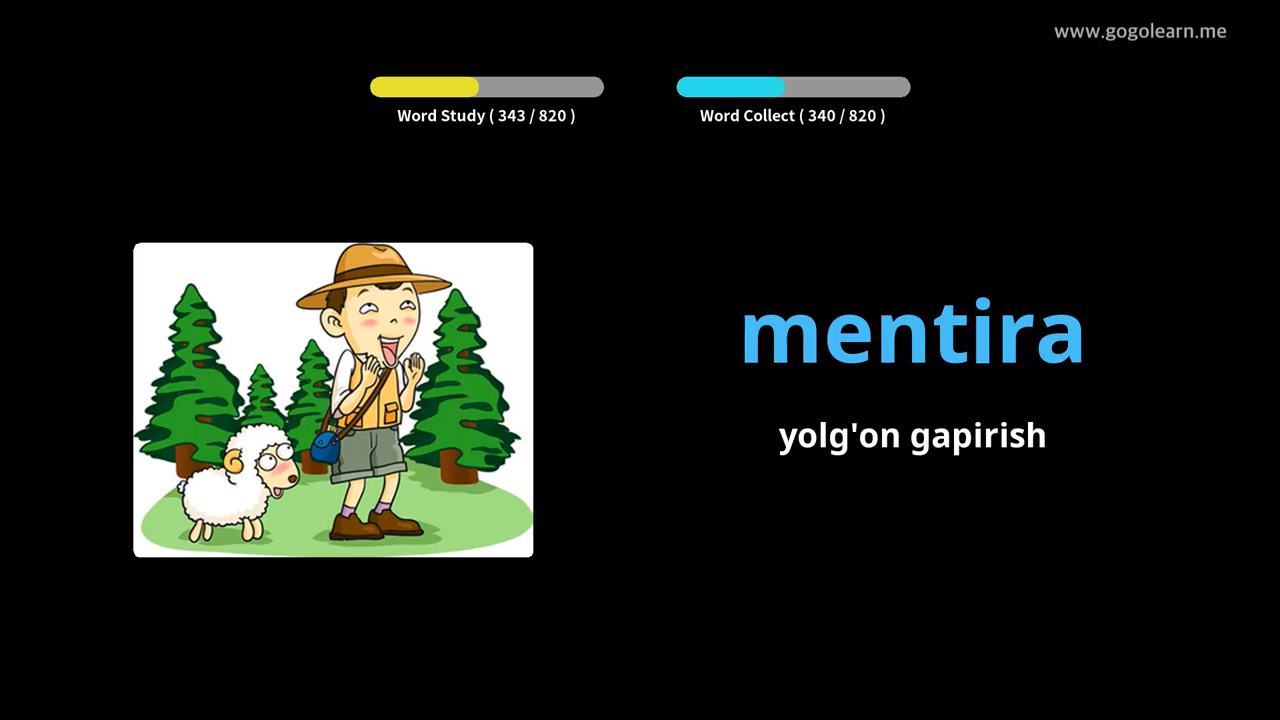 www.gogolearn.me
Word Study ( 343 / 820 )
Word Collect ( 340 / 820 )
mentira
yolg'on gapirish